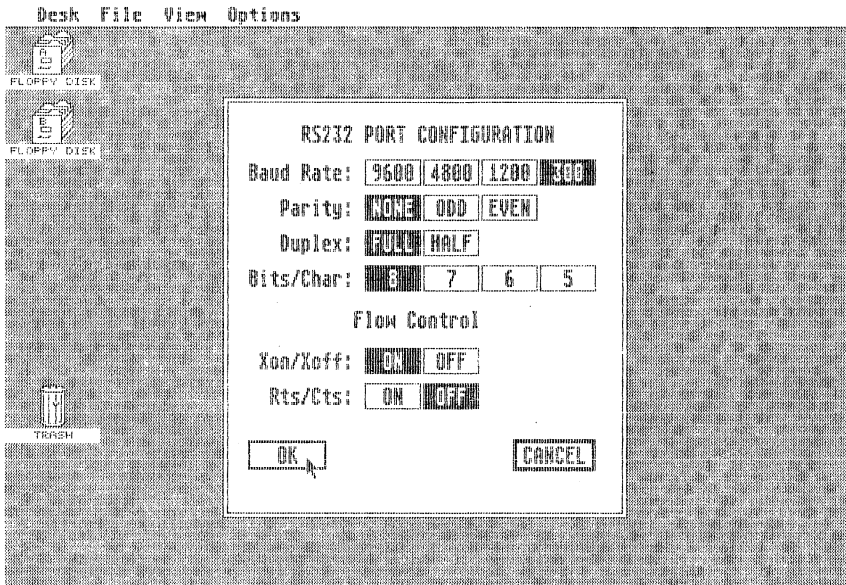 Desk File View Options
A
FLOPPY DISK
B
FLOPPY DISK
TRASH
RS232 PORT CONFIGURATION
Baud Rate: 9600 4800 1200 300
Parity: NONE ODD EVEN
Duplex: FULL HALF
Bits/Char: 8 7 6 5
Flow Control
Xon/Xoff: ON OFF
Rts/Cts: ON OFF
OK CANCEL